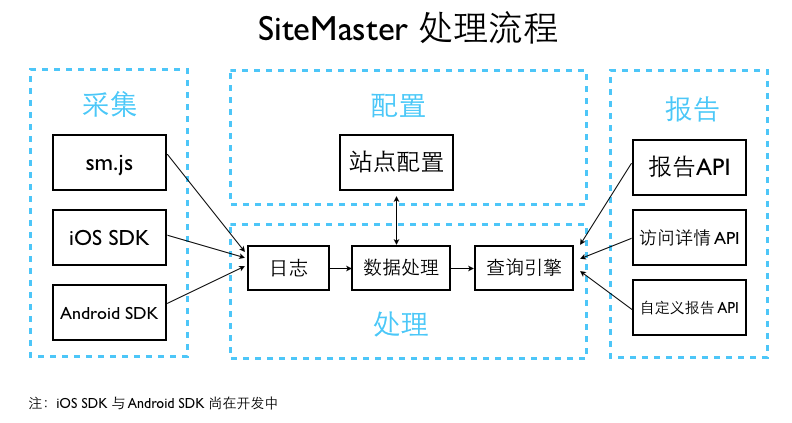 SiteMaster 处理流程
采集
sm.js
iOS SDK
Android SDK
配置
站点配置
日志
数据处理
查询引擎
处理
报告
报告API
访问详情 API
自定义报告 API
注：iOS SDK 与 Android SDK 尚在开发中